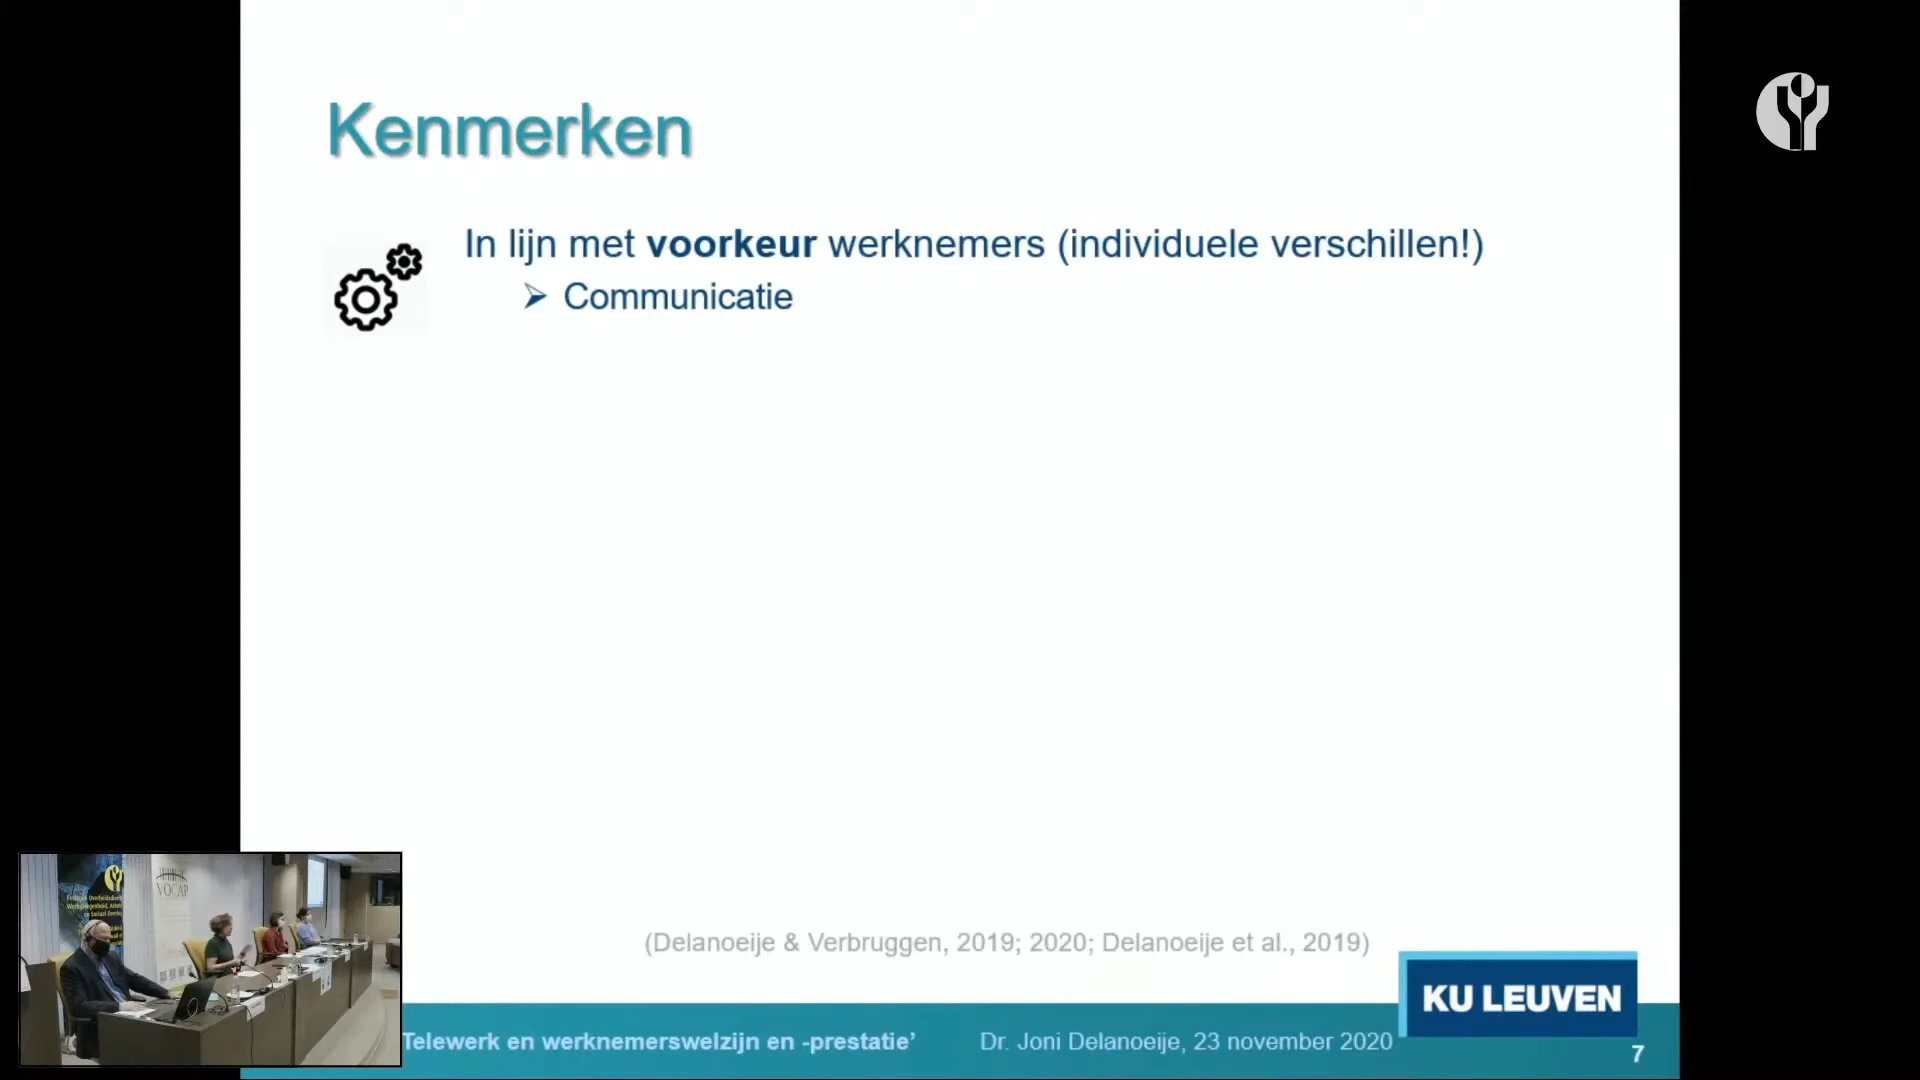 Kenmerken
In lijn met voorkeur werknemers (individuele verschillen!)
➢ Communicatie
(Delanoeije & Verbruggen, 2019; 2020; Delanoeije et al., 2019)
KU LEUVEN
Telewerk en werknemerswelzijn en -prestatie’ Dr. Joni Delanoeije, 23 november 2020
7
VOCAP